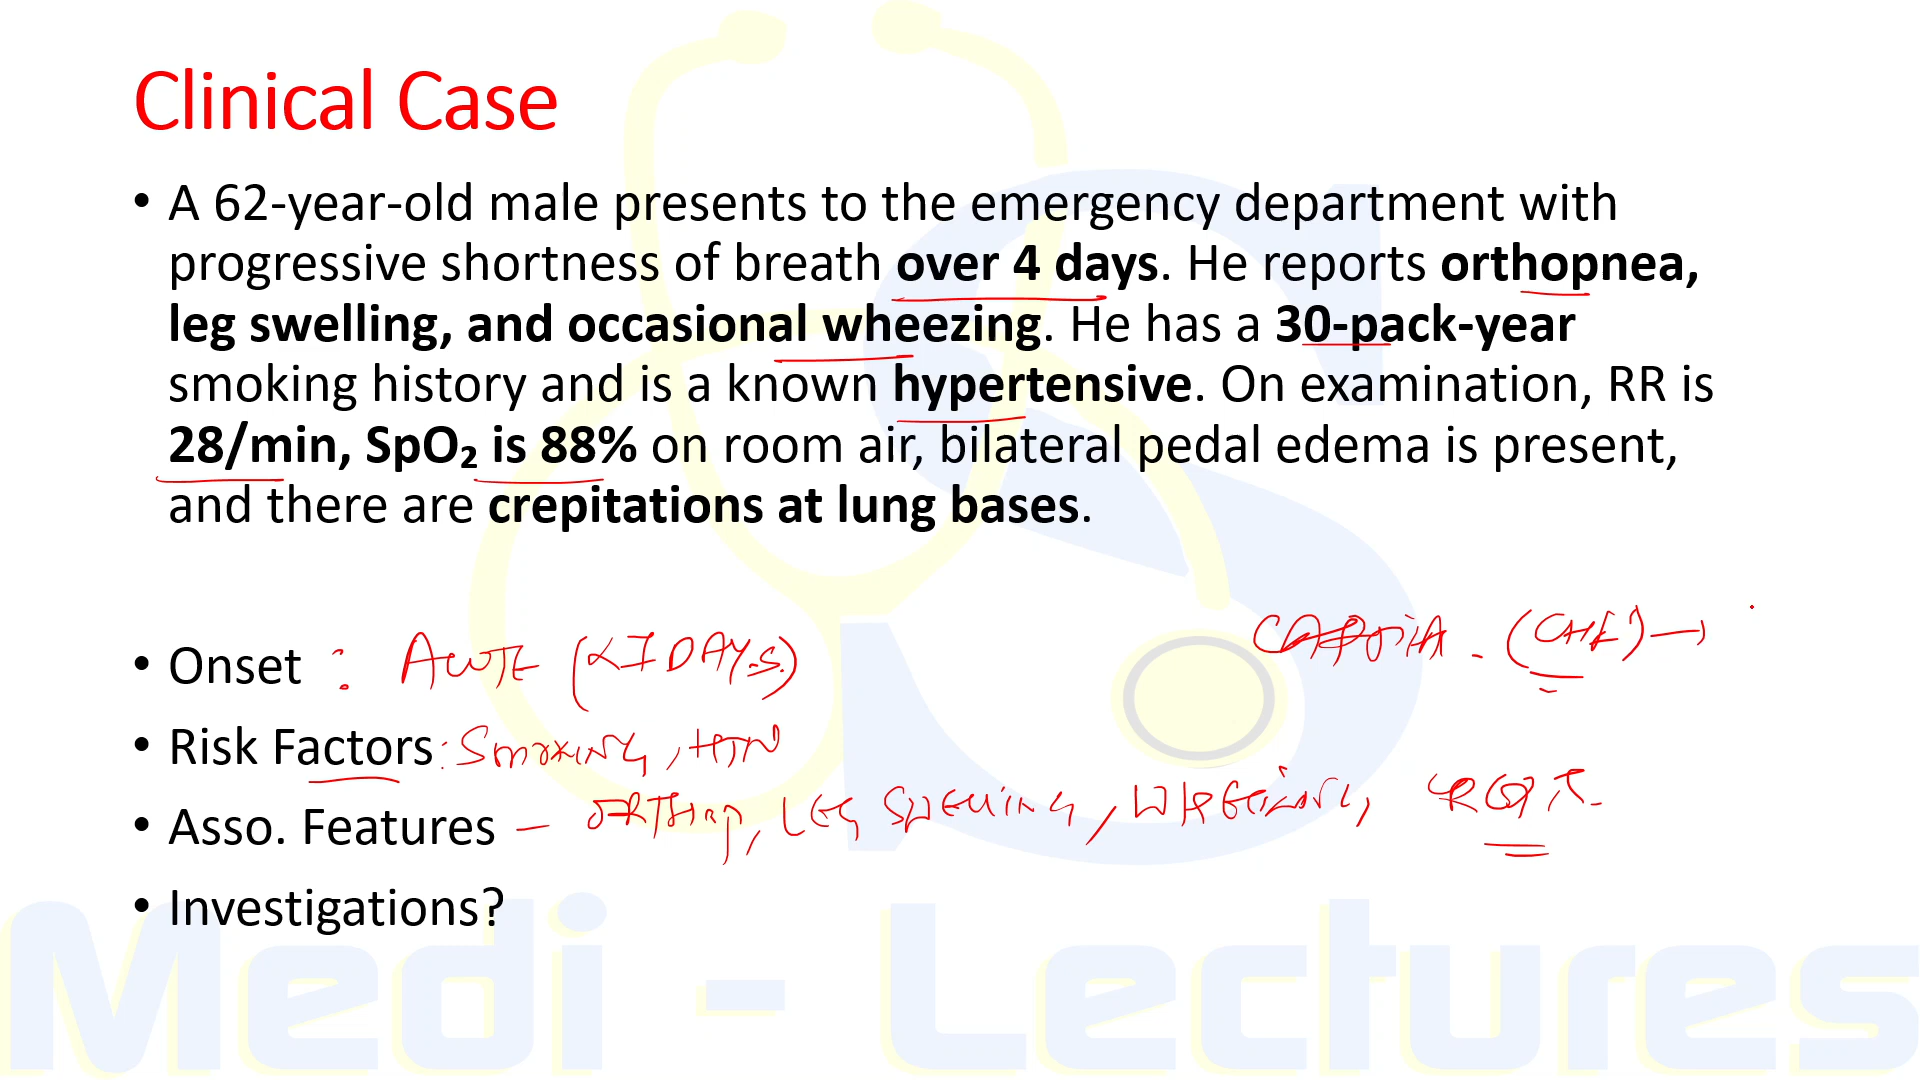 Clinical Case
• A 62-year-old male presents to the emergency department with
progressive shortness of breath over 4 days. He reports orthopnea,
leg swelling, and occasional wheezing. He has a 30-pack-year
smoking history and is a known hypertensive. On examination, RR is
28/min, SpO₂ is 88% on room air, bilateral pedal edema is present,
and there are crepitations at lung bases.
(CHF) →
• Onset : ACUTE DAYS.)
• Risk Factors : SMOKING, HTN
• Asso. Features – ORTHOP, LEG SWELLING, WHEEZING,
• Investigations?
Medi - Lectures